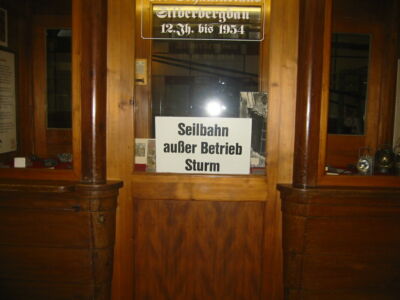 Silberbergbau
12.Jh. bis 1954
Seilbahn
außer Betrieb
Sturm